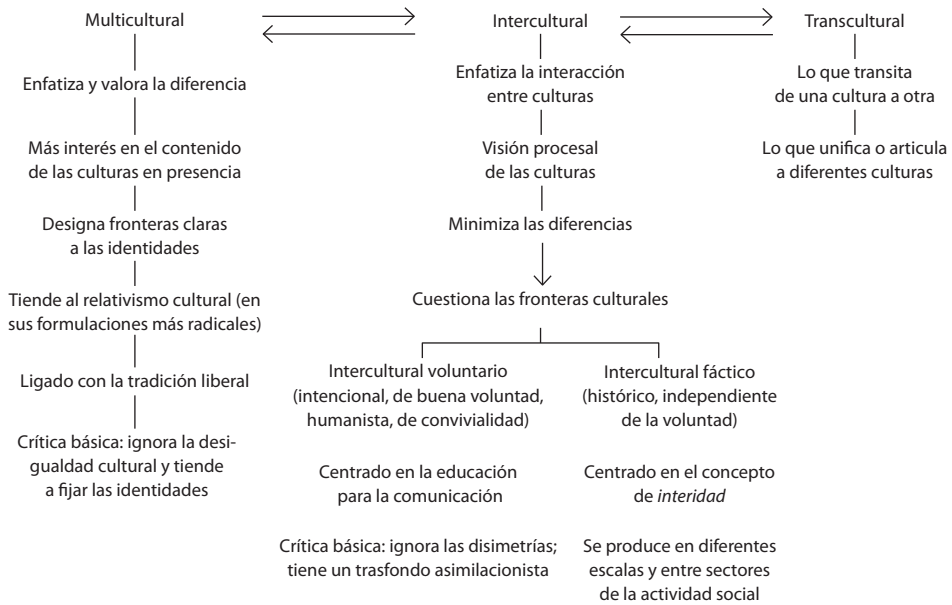 Multicultural
Enfatiza y valora la diferencia
Más interés en el contenido
de las culturas en presencia
Designa fronteras claras
a las identidades
Tiende al relativismo cultural (en
sus formulaciones más radicales)
Ligado con la tradición liberal
Crítica básica: ignora la desi-
gualdad cultural y tiende
a fijar las identidades
Intercultural
Enfatiza la interacción
entre culturas
Visión procesal
de las culturas
Minimiza las diferencias
Cuestiona las fronteras culturales
Intercultural voluntario
(intencional, de buena voluntad,
humanista, de convivialidad)
Centrado en la educación
para la comunicación
Crítica básica: ignora las disimetrías;
tiene un trasfondo asimilacionista
Intercultural fáctico
(histórico, independiente
de la voluntad)
Centrado en el concepto
de interidad
Se produce en diferentes
escalas y entre sectores
de la actividad social
Transcultural
Lo que transita
de una cultura a otra
Lo que unifica o articula
a diferentes culturas